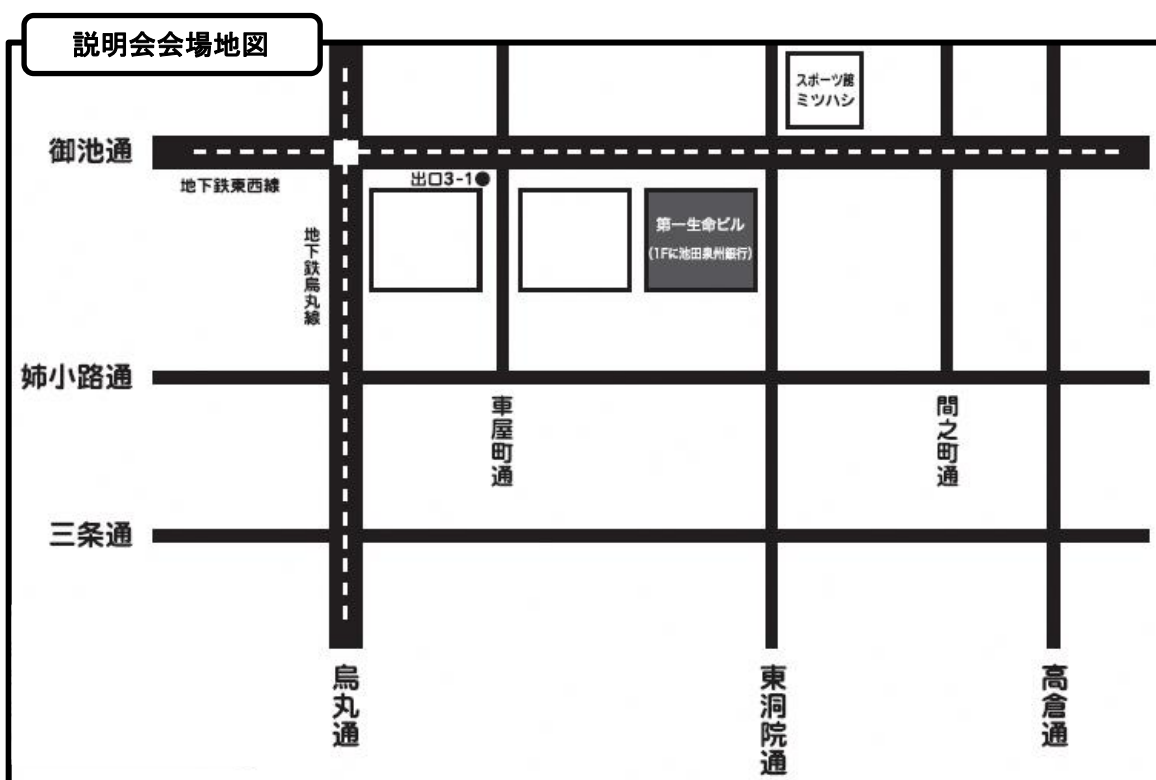 説明会会場地図
スポーツ館
ミツハシ
御池通
地下鉄東西線
出口3-1
地下鉄烏丸線
第一生命ビル
(1Fに池田泉州銀行)
姉小路通
車屋町通
間之町通
三条通
烏丸通
東洞院通
高倉通